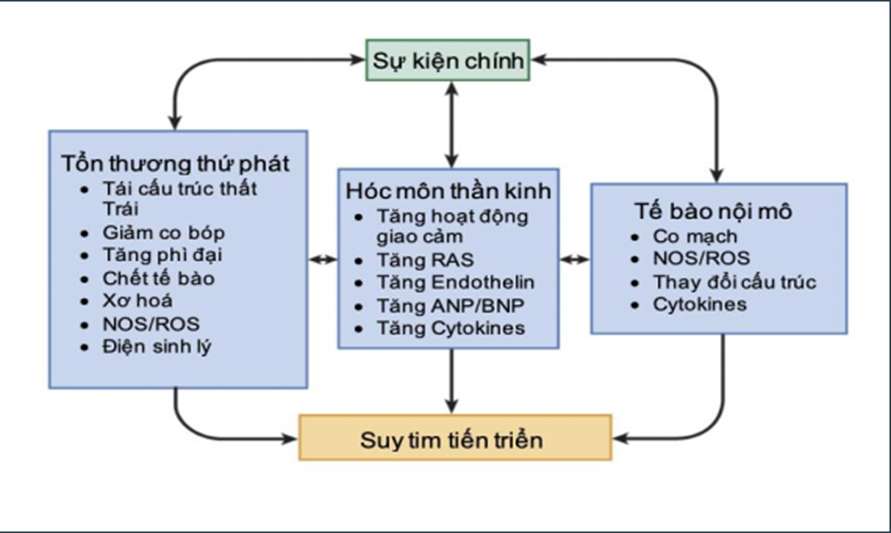 Sự kiện chính
Tổn thương thứ phát
• Tái cấu trúc thất
Trái
• Giảm co bóp
• Tăng phì đại
• Chết tế bào
• Xơ hoá
• NOS/ROS
• Điện sinh lý
Hóc môn thần kinh
• Tăng hoạt động
giao cảm
• Tăng RAS
• Tăng Endothelin
• Tăng ANP/BNP
• Tăng Cytokines
Tế bào nội mô
• Co mạch
• NOS/ROS
• Thay đổi cấu trúc
• Cytokines
Suy tim tiến triển